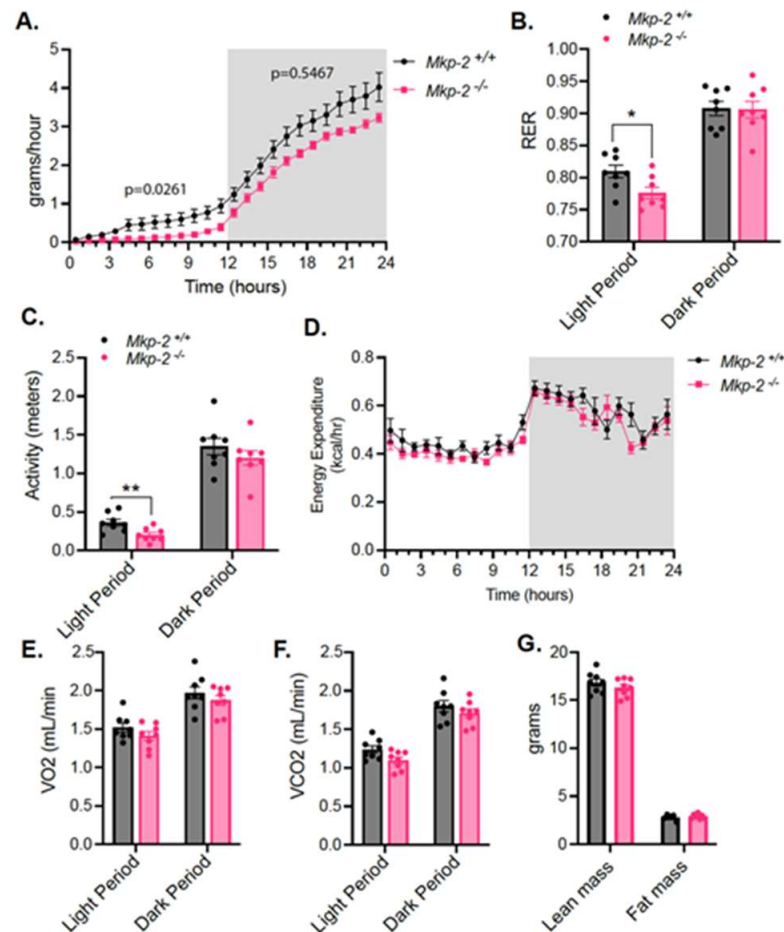 A.
grams/hour
5
4
3
2
1
0
p=0.5467
p=0.0261
0 3 6 9 12 15 18 21 24
Time (hours)
Mkp-2 +/+
Mkp-2 -/-
B.
Mkp-2 +/+
Mkp-2 -/-
RER
1.00
0.95
0.90
0.85
0.80
0.75
0.70
*
Light Period
Dark Period
C.
Mkp-2 +/+
Mkp-2 -/-
Activity (meters)
2.5
2.0
1.5
1.0
0.5
0.0
**
Light Period
Dark Period
D.
Energy Expenditure
(kcal/hr)
0.8
0.6
0.4
0.2
0.0
0 3 6 9 12 15 18 21 24
Time (hours)
Mkp-2 +/+
Mkp-2 -/-
E.
VO2 (mL/min)
2.5
2.0
1.5
1.0
0.5
0.0
Light Period
Dark Period
F.
VCO2 (mL/min)
2.5
2.0
1.5
1.0
0.5
0.0
Light Period
Dark Period
G.
grams
20
15
10
5
0
Lean mass
Fat mass